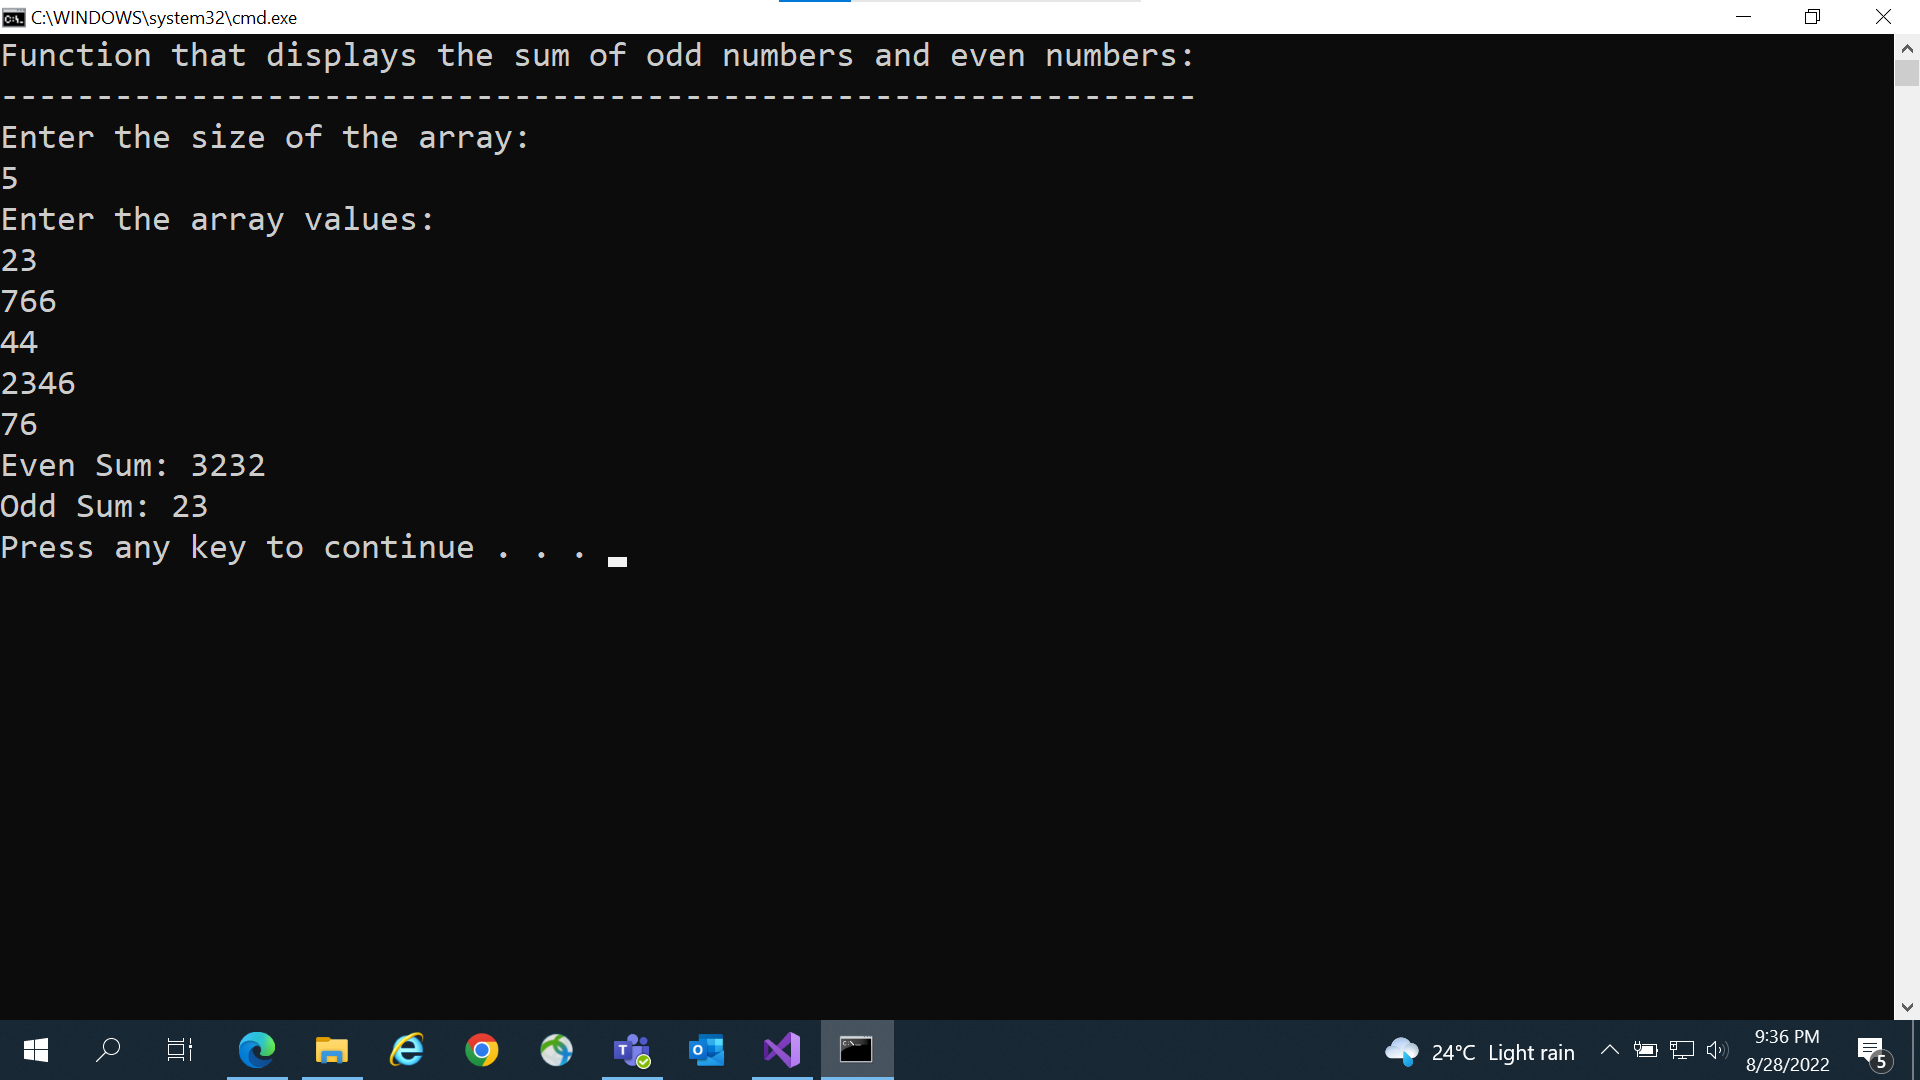 C:\WINDOWS\system32\cmd.exe
Function that displays the sum of odd numbers and even numbers:
---------------------------------------------------------------
Enter the size of the array:
5
Enter the array values:
23
766
44
2346
76
Even Sum: 3232
Odd Sum: 23
Press any key to continue . . .
24°C Light rain
9:36 PM
8/28/2022
5